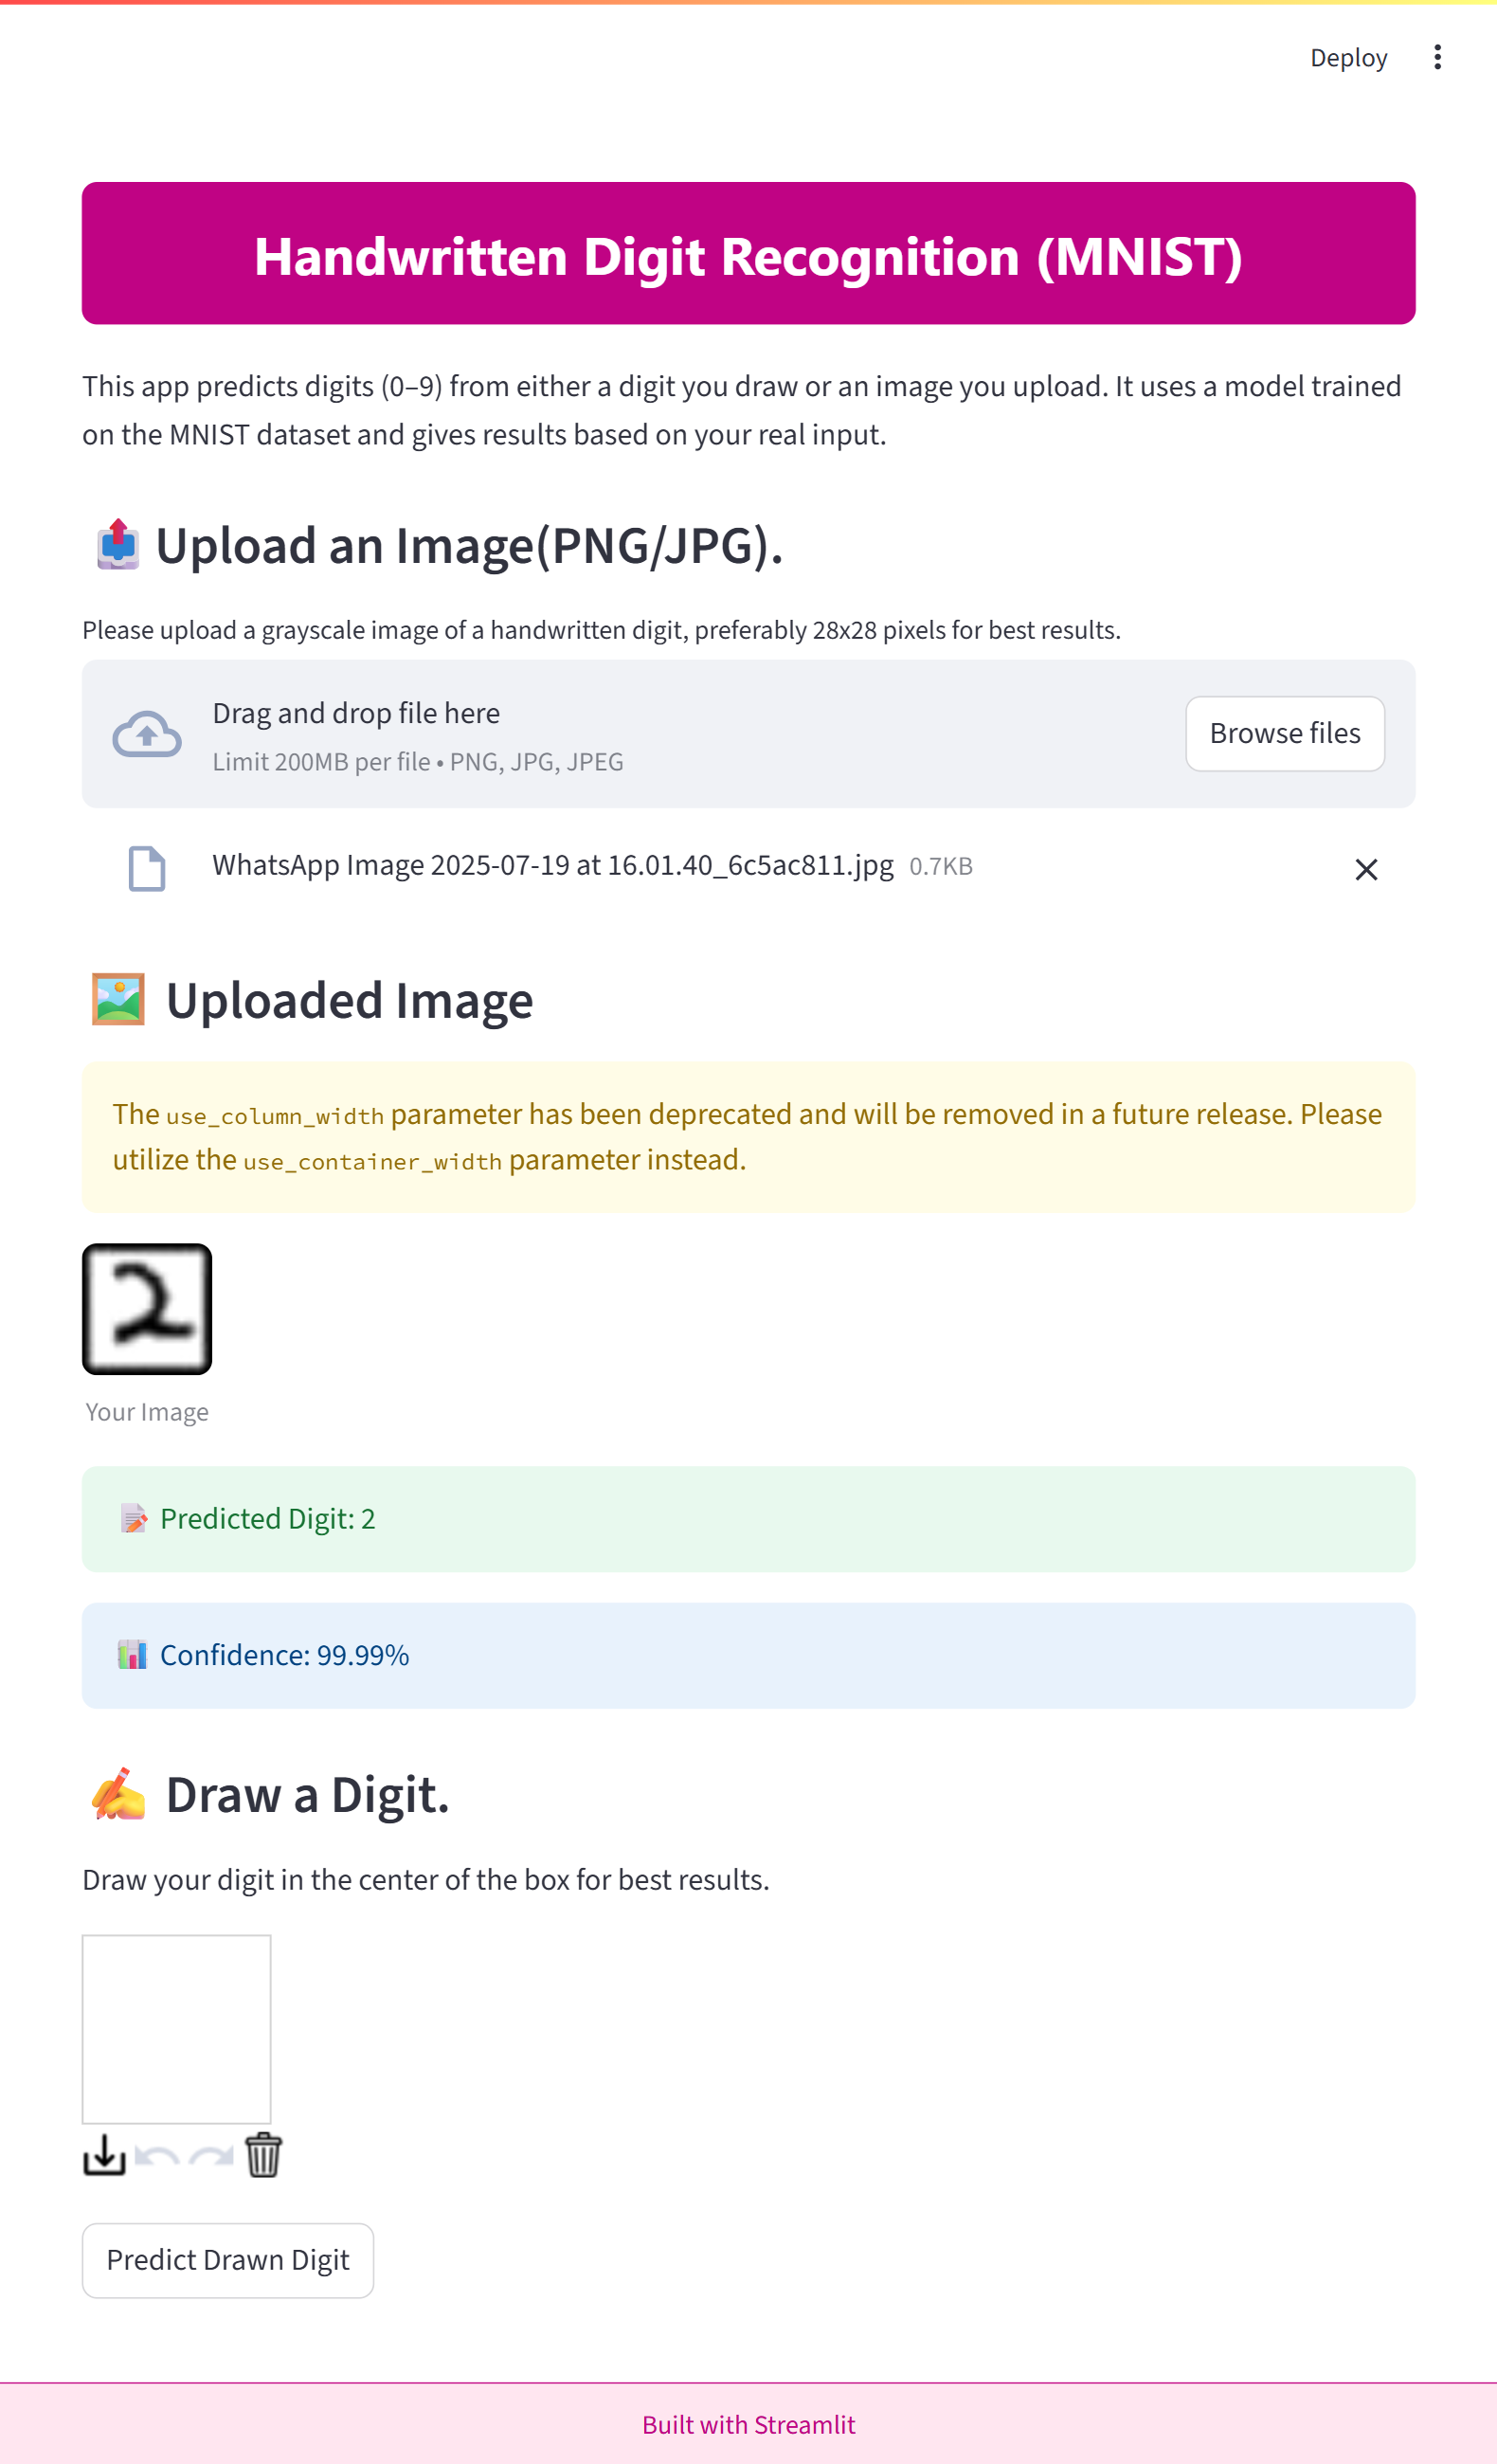 Deploy
Handwritten Digit Recognition (MNIST)
This app predicts digits (0–9) from either a digit you draw or an image you upload. It uses a model trained
on the MNIST dataset and gives results based on your real input.
Upload an Image(PNG/JPG).
Please upload a grayscale image of a handwritten digit, preferably 28x28 pixels for best results.
Drag and drop file here
Limit 200MB per file • PNG, JPG, JPEG
Browse files
WhatsApp Image 2025-07-19 at 16.01.40_6c5ac811.jpg 0.7KB
Uploaded Image
The use_column_width parameter has been deprecated and will be removed in a future release. Please
utilize the use_container_width parameter instead.
2
Your Image
Predicted Digit: 2
Confidence: 99.99%
Draw a Digit.
Draw your digit in the center of the box for best results.
Predict Drawn Digit
Built with Streamlit